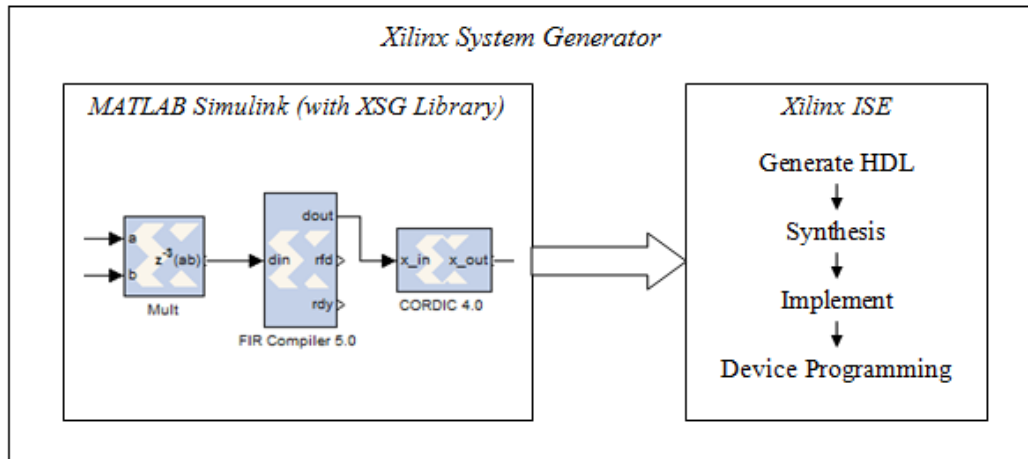 Xilinx System Generator
MATLAB Simulink (with XSG Library)
a
b
z⁻³(ab)
Mult
din
dout
rfd
rdy
FIR Compiler 5.0
x_in
x_out
CORDIC 4.0
Xilinx ISE
Generate HDL
Synthesis
Implement
Device Programming